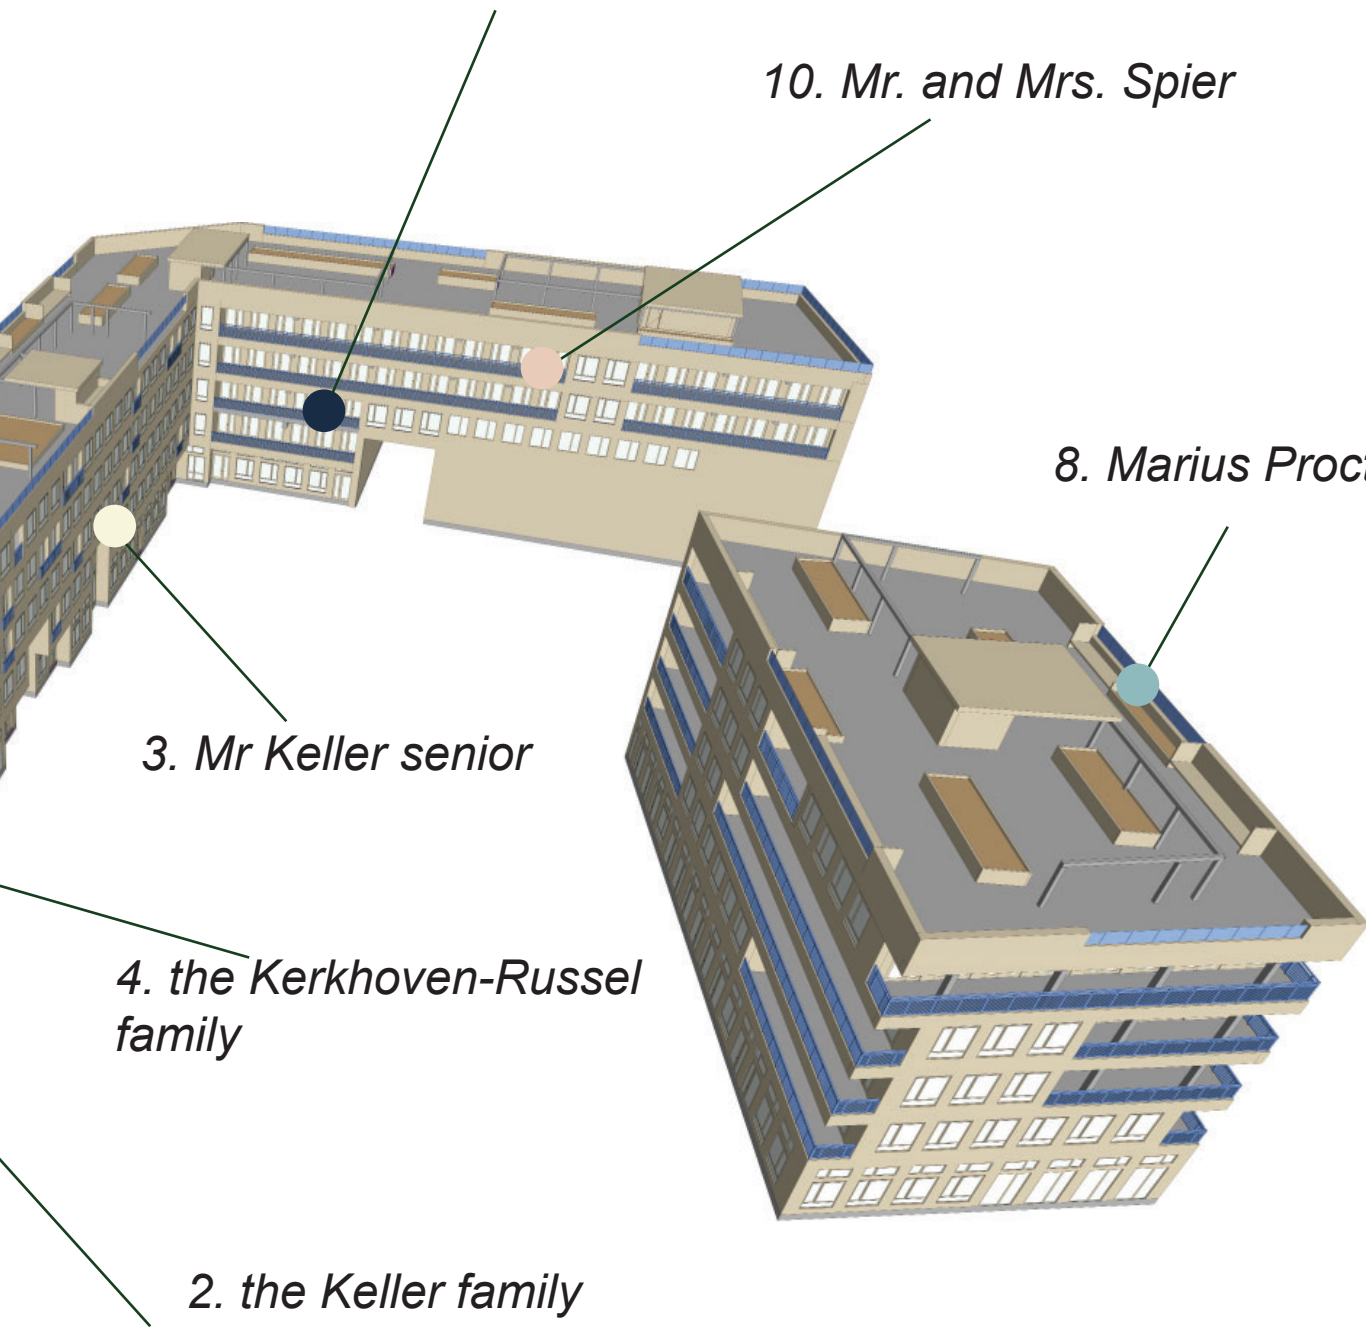 10. Mr. and Mrs. Spier
8. Marius
3. Mr Keller senior
4. the Kerkhoven-Russel
family
2. the Keller family